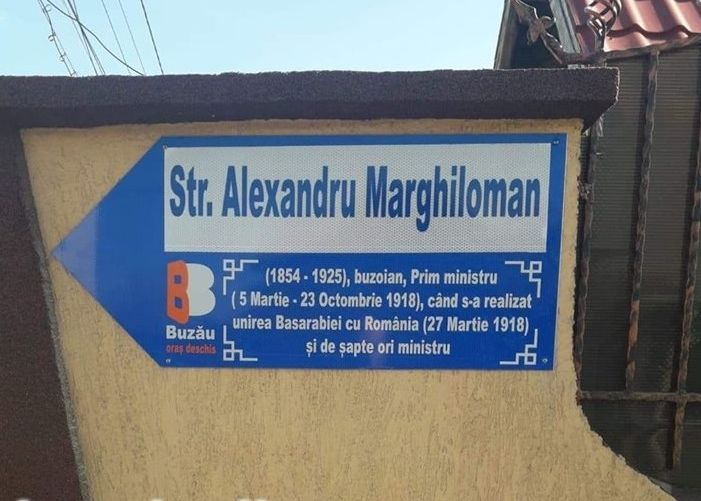 Str. Alexandru Marghiloman
BB
Buzău
oraș deschis
(1854 - 1925), buzoian, Prim ministru
( 5 Martie - 23 Octombrie 1918), când s-a realizat
unirea Basarabiei cu România (27 Martie 1918)
și de șapte ori ministru